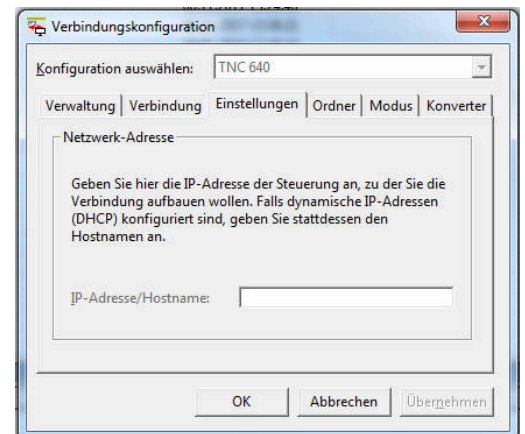 Verbindungskonfiguration
Konfiguration auswählen: TNC 640
Verwaltung Verbindung Einstellungen Ordner Modus Konverter
Netzwerk-Adresse
Geben Sie hier die IP-Adresse der Steuerung an, zu der Sie die
Verbindung aufbauen wollen. Falls dynamische IP-Adressen
(DHCP) konfiguriert sind, geben Sie stattdessen den
Hostnamen an.
IP-Adresse/Hostname:
OK Abbrechen Übernehmen